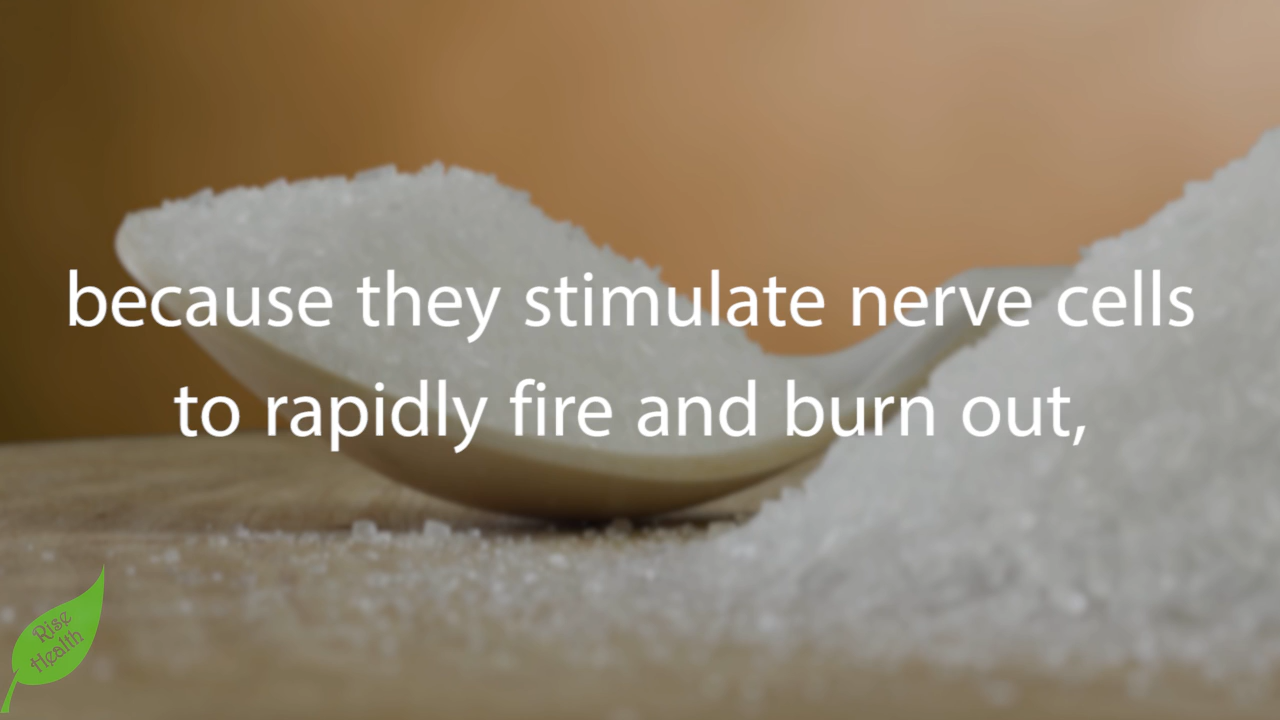 because they stimulate nerve cells
to rapidly fire and burn out,
Rise
Health